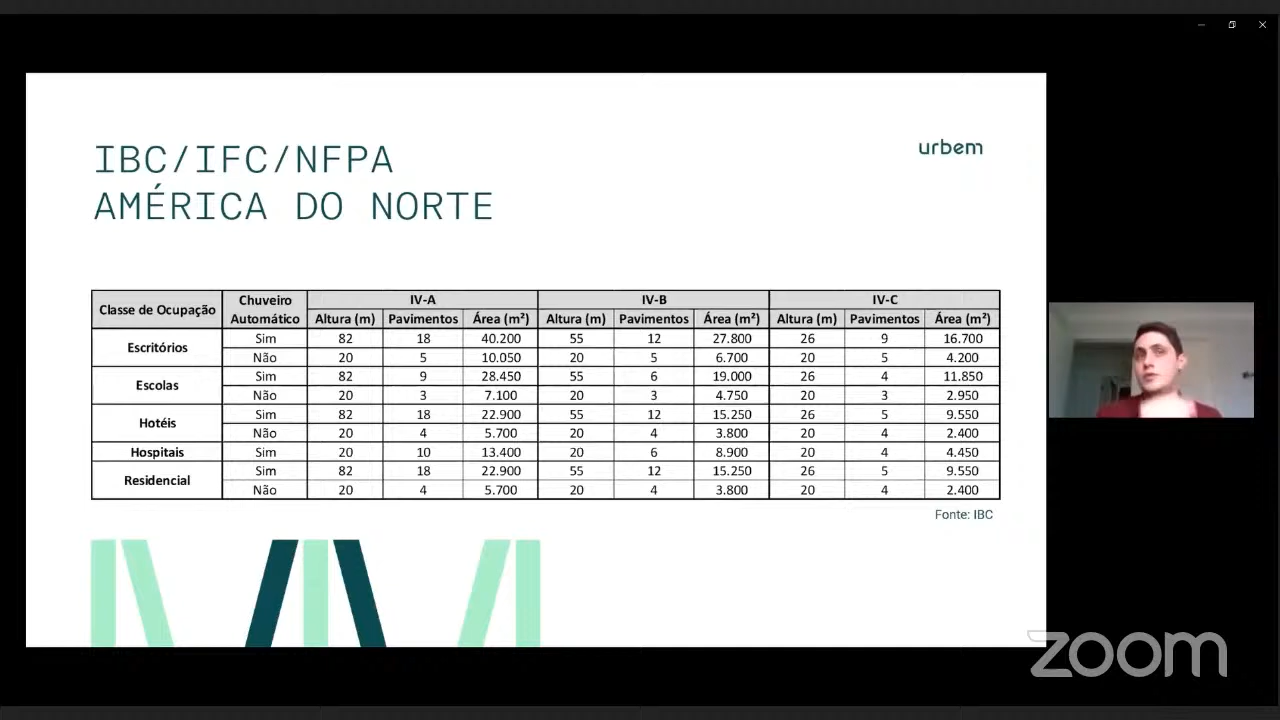 IBC/IFC/NFPA
AMÉRICA DO NORTE
urbem
Classe de Ocupação Chuveiro Automático IV-A IV-B IV-C
Altura (m) Pavimentos Área (m²) Altura (m) Pavimentos Área (m²) Altura (m) Pavimentos Área (m²)
Escritórios Sim 82 18 40.200 55 12 27.800 26 9 16.700
Não 20 5 10.050 20 5 6.700 20 5 4.200
Escolas Sim 82 9 28.450 55 6 19.000 26 4 11.850
Não 20 3 7.100 20 3 4.750 20 3 2.950
Hotéis Sim 82 18 22.900 55 12 15.250 26 5 9.550
Não 20 4 5.700 20 4 3.800 20 4 2.400
Hospitais Sim 20 10 13.400 20 6 8.900 20 4 4.450
Residencial Sim 82 18 22.900 55 12 15.250 26 5 9.550
Não 20 4 5.700 20 4 3.800 20 4 2.400
Fonte: IBC
zoom